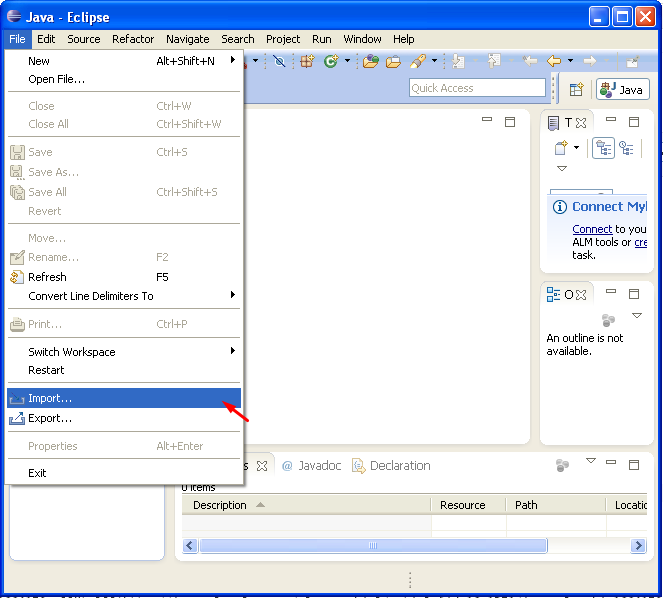 Java - Eclipse
File Edit Source Refactor Navigate Search Project Run Window Help
New Alt+Shift+N
Open File...
Close Ctrl+W
Close All Ctrl+Shift+W
Save Ctrl+S
Save As...
Save All Ctrl+Shift+S
Revert
Move...
Rename... F2
Refresh F5
Convert Line Delimiters To
Print... Ctrl+P
Switch Workspace
Restart
Import...
Export...
Properties Alt+Enter
Exit
Quick Access
Java
T
Connect Myl
Connect to you
ALM tools or cre
task.
O
An outline is not
available.
s @ Javadoc Declaration
0 items
Description Resource Path Locatio